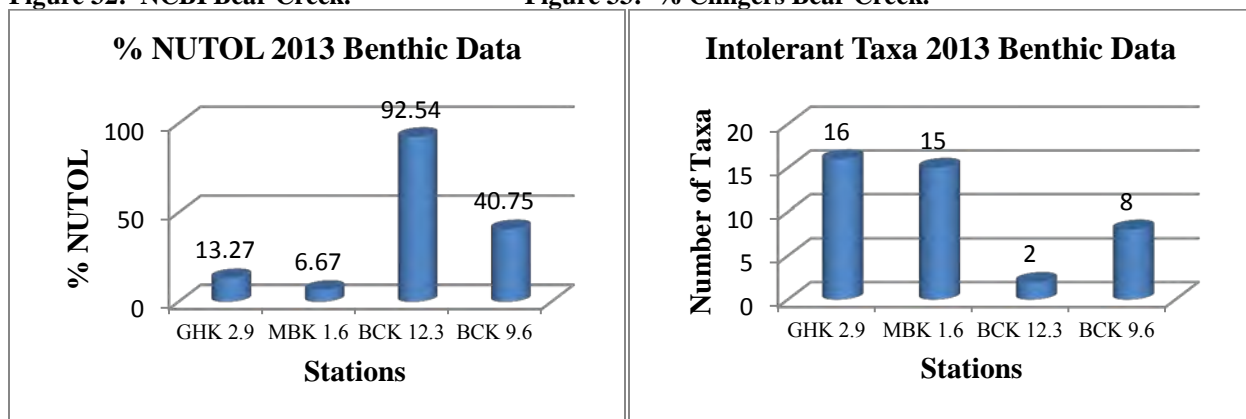 Figure 32: NCBI Bear Creek. Figure 33: % Clingers Bear Creek.
% NUTOL 2013 Benthic Data
% NUTOL
100
50
0
13.27
6.67
92.54
40.75
GHK 2.9 MBK 1.6 BCK 12.3 BCK 9.6
Stations
Intolerant Taxa 2013 Benthic Data
Number of Taxa
20
15
10
5
0
16
15
2
8
GHK 2.9 MBK 1.6 BCK 12.3 BCK 9.6
Stations